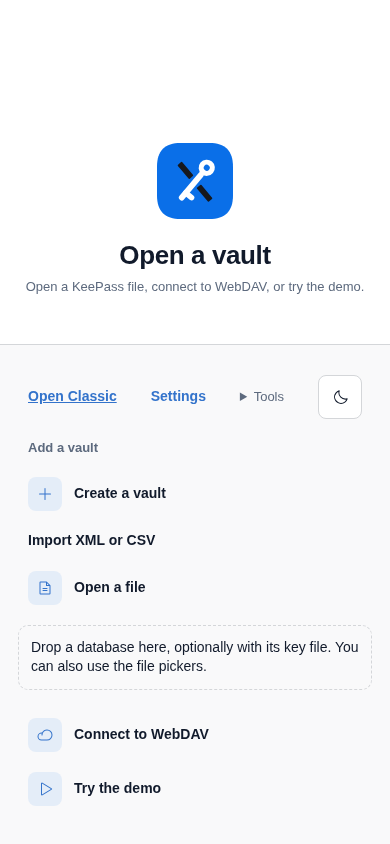 Open a vault
Open a KeePass file, connect to WebDAV, or try the demo.
Open Classic
Settings
Tools
Add a vault
Create a vault
Import XML or CSV
Open a file
Drop a database here, optionally with its key file. You
can also use the file pickers.
Connect to WebDAV
Try the demo